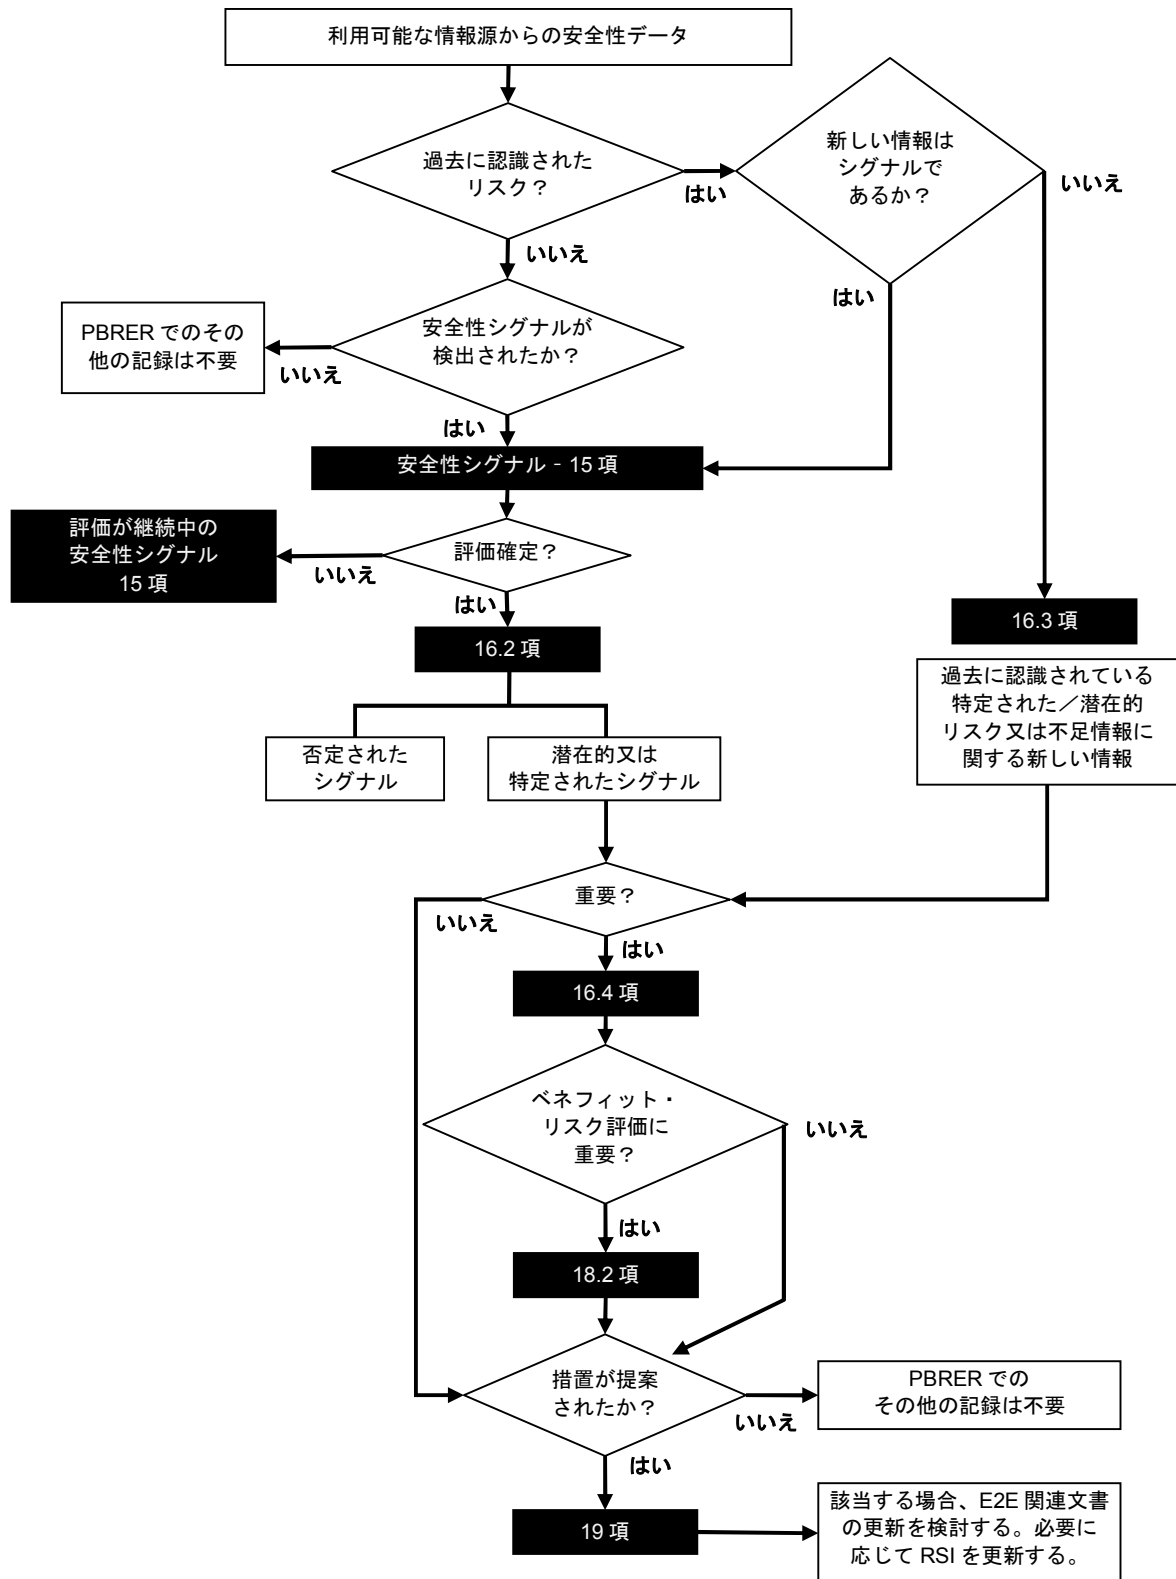 利用可能な情報源からの安全性データ
過去に認識された
リスク？
はい
新しい情報は
シグナルで
あるか？
いいえ
いいえ
はい
PBRER でのその
他の記録は不要
安全性シグナルが
検出されたか？
いいえ
はい
安全性シグナル - 15 項
評価が継続中の
安全性シグナル
15 項
評価確定？
いいえ
はい
16.2 項
16.3 項
過去に認識されている
特定された／潜在的
リスク又は不足情報に
関する新しい情報
否定された
シグナル
潜在的又は
特定されたシグナル
重要？
いいえ
はい
16.4 項
ベネフィット・
リスク評価に
重要？
いいえ
はい
18.2 項
措置が提案
されたか？
いいえ
PBRER での
その他の記録は不要
はい
19 項
該当する場合、E2E 関連文書
の更新を検討する。必要に
応じて RSI を更新する。